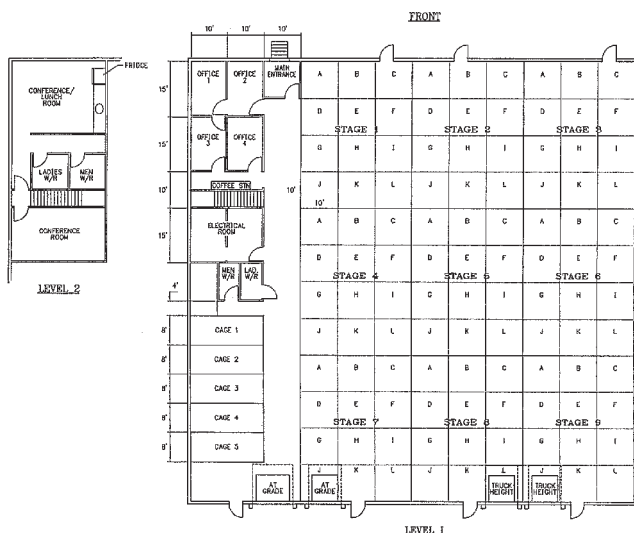 FRONT
10' 10' 10'
FRIDGE
CONFERENCE/
LUNCH
ROOM
LADIES
W/R
MEN
W/R
CONFERENCE
ROOM
LEVEL 2
15'
15'
10'
15'
4'
8'
8'
8'
8'
8'
OFFICE
1
OFFICE
2
MAIN
ENTRANCE
OFFICE
3
OFFICE
4
COFFEE STN
10'
10'
ELECTRICAL
ROOM
MEN
W/R
LAD.
W/R
CAGE 1
CAGE 2
CAGE 3
CAGE 4
CAGE 5
A B C A B C A B C
D E F D E F D E F
STAGE 1 STAGE 2 STAGE 3
G H I G H I G H I
J K L J K L J K L
A B C A B C A B C
D E F D E F D E F
STAGE 4 STAGE 5 STAGE 6
G H I G H I G H I
J K L J K L J K L
A B C A B C A B C
D E F D E F D E F
STAGE 7 STAGE 8 STAGE 9
G H I G H I G H I
J K L J K L J K L
AT
GRADE
AT
GRADE
TRUCK
HEIGHT
TRUCK
HEIGHT
LEVEL 1